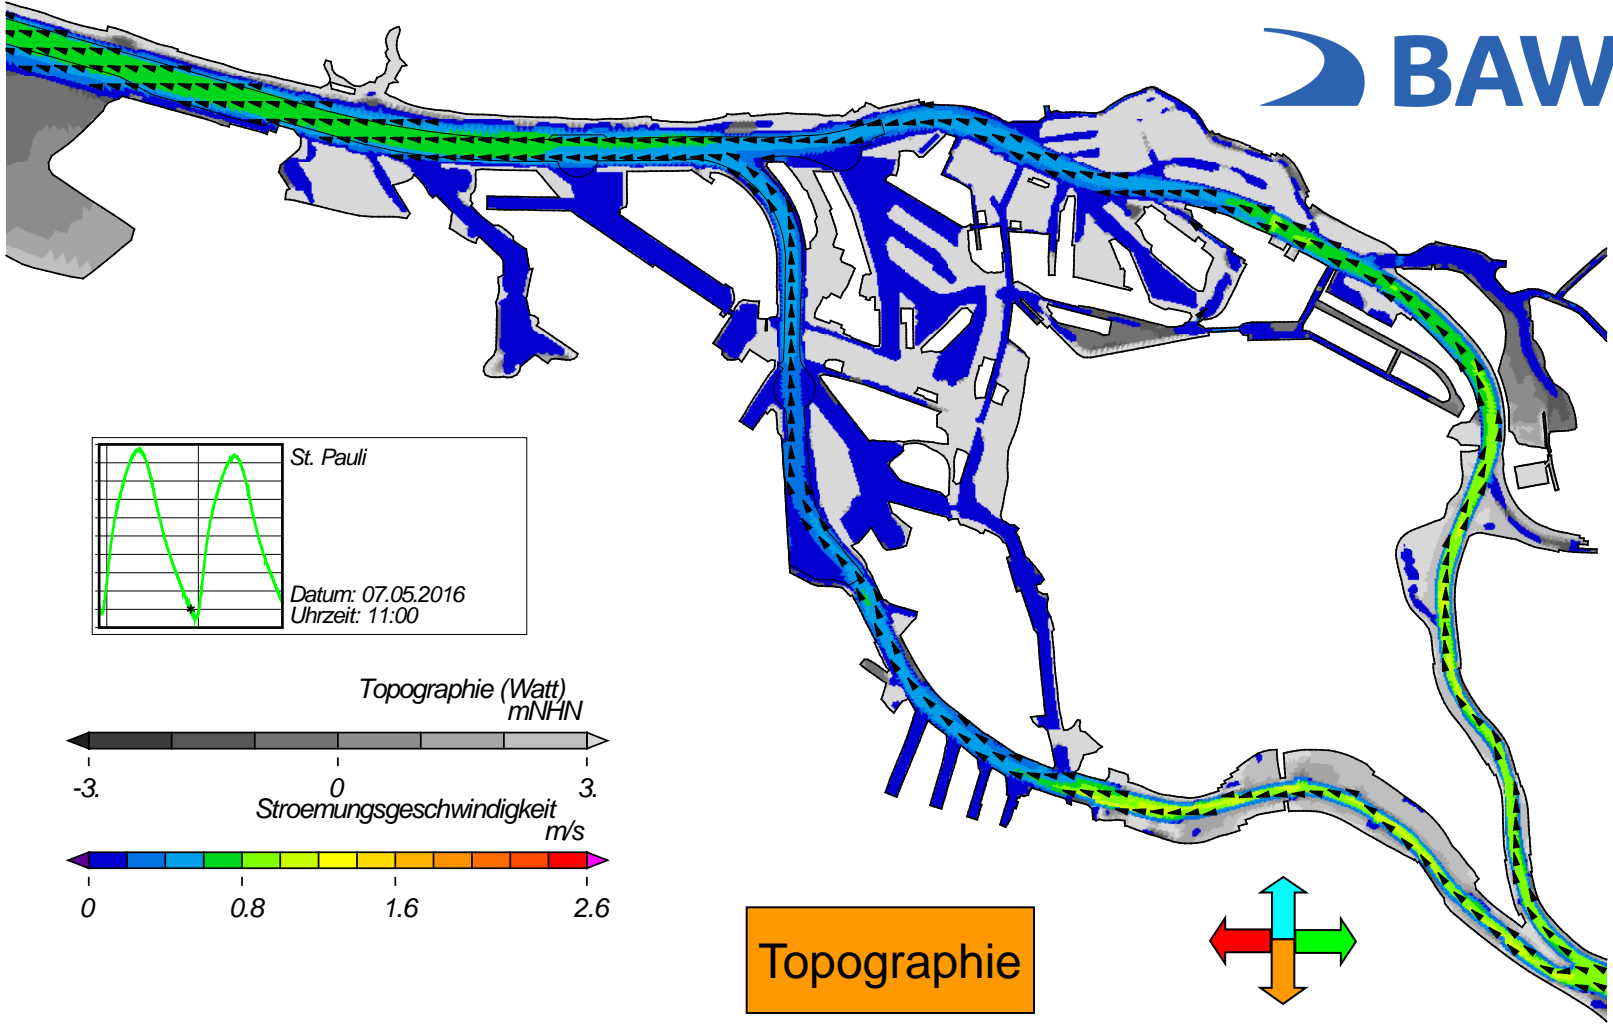 BAW
St. Pauli
Datum: 07.05.2016
Uhrzeit: 11:00
Topographie (Watt)
mNHN
-3. 0 3.
Stroemungsgeschwindigkeit
m/s
0 0.8 1.6 2.6
Topographie